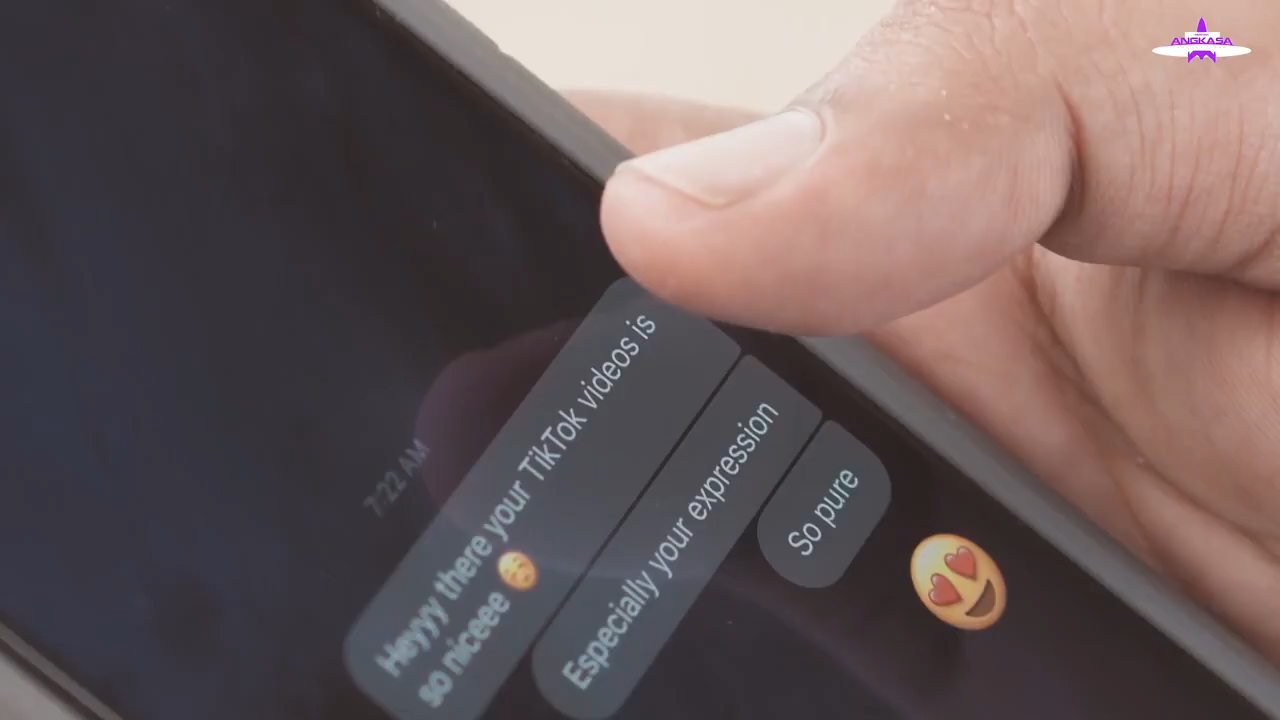 ANGKASA
7:22 AM
Heyyy there your TikTok videos is
so niceee 😊
Especially your expression
So pure
😍